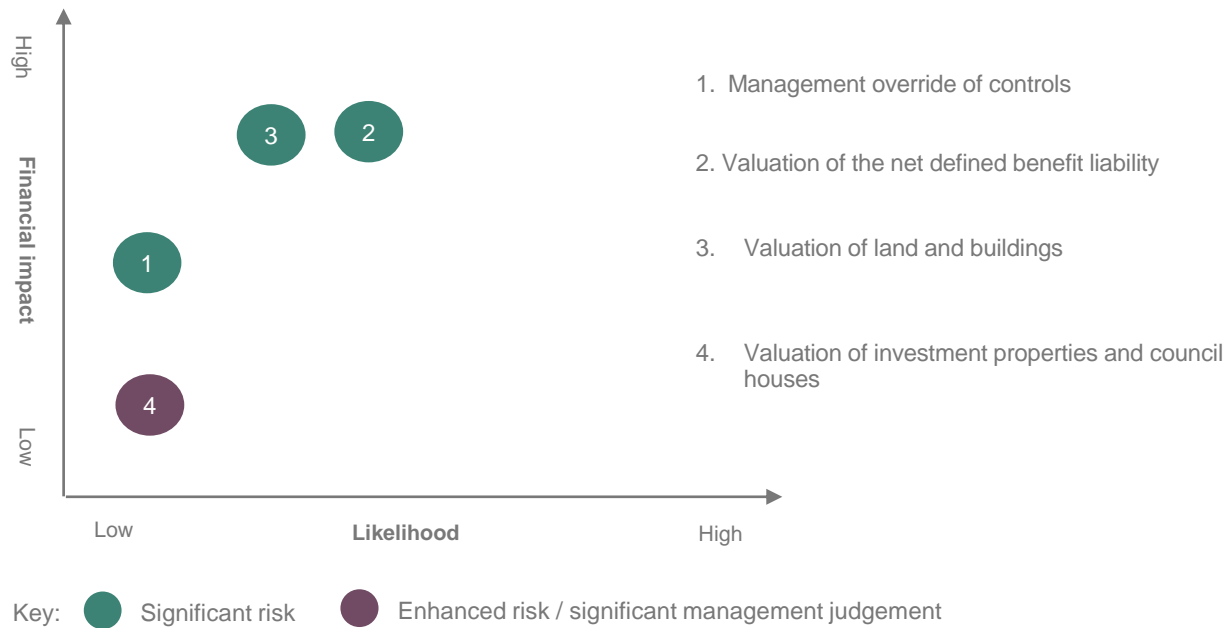 High
Financial impact
Low
3
2
1
4
1. Management override of controls
2. Valuation of the net defined benefit liability
3. Valuation of land and buildings
4. Valuation of investment properties and council
houses
Low
Likelihood
High
Key:
Significant risk
Enhanced risk / significant management judgement